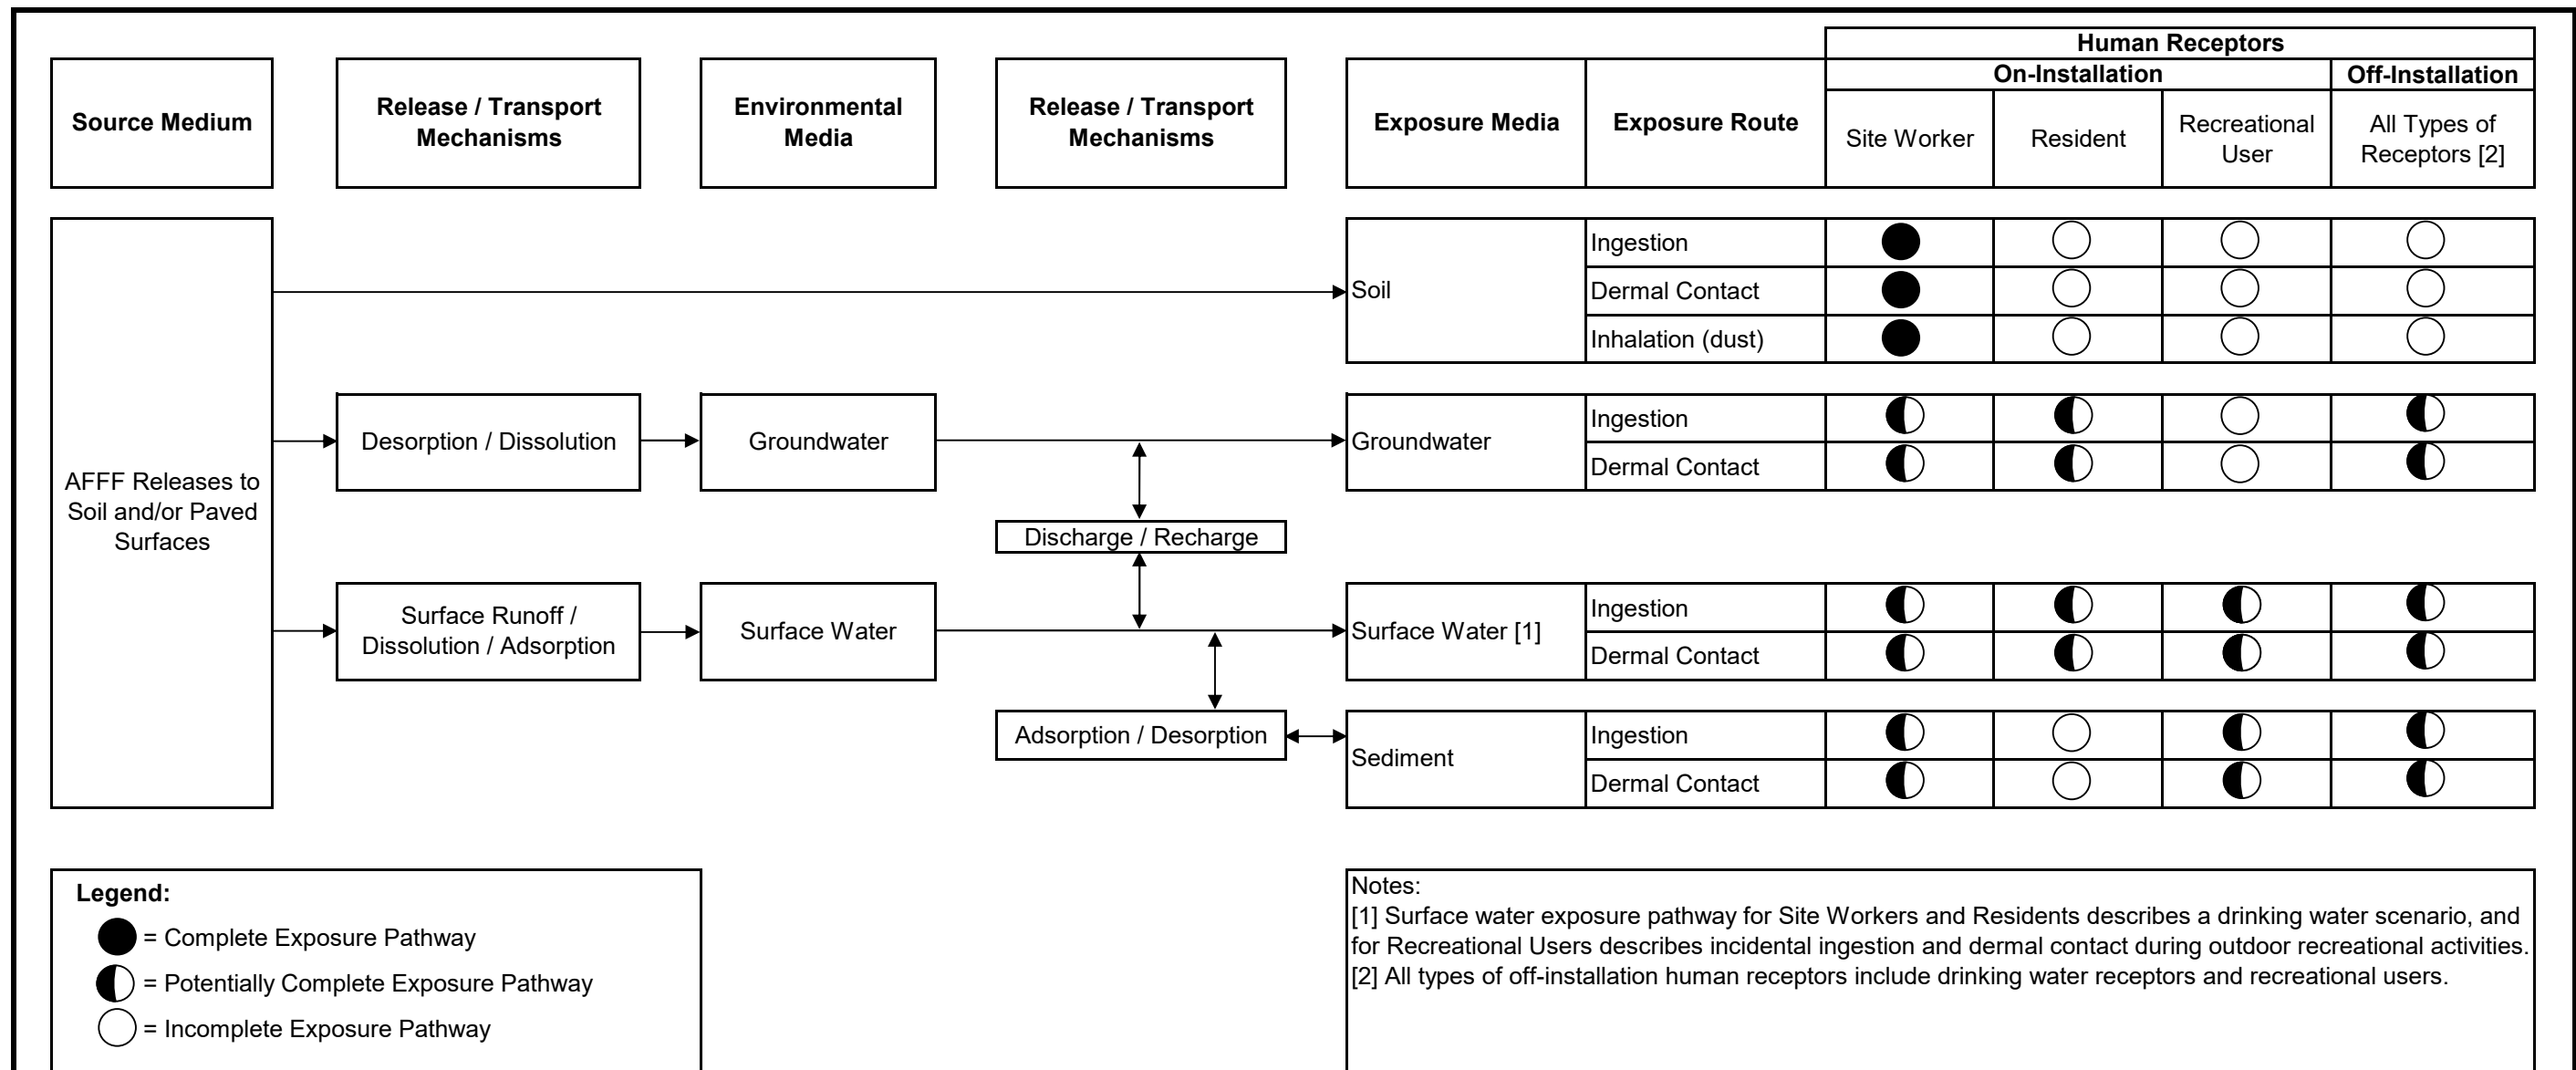 Human Receptors
On-Installation
Off-Installation
Source Medium
Release / Transport
Mechanisms
Environmental
Media
Release / Transport
Mechanisms
Exposure Media
Exposure Route
Site Worker
Resident
Recreational
User
All Types of
Receptors [2]
AFFF Releases to
Soil and/or Paved
Surfaces
Soil
Ingestion
Dermal Contact
Inhalation (dust)
Desorption / Dissolution
Groundwater
Groundwater
Ingestion
Dermal Contact
Discharge / Recharge
Surface Runoff /
Dissolution / Adsorption
Surface Water
Surface Water [1]
Ingestion
Dermal Contact
Adsorption / Desorption
Sediment
Ingestion
Dermal Contact
Legend:
= Complete Exposure Pathway
= Potentially Complete Exposure Pathway
= Incomplete Exposure Pathway
Notes:
[1] Surface water exposure pathway for Site Workers and Residents describes a drinking water scenario, and
for Recreational Users describes incidental ingestion and dermal contact during outdoor recreational activities.
[2] All types of off-installation human receptors include drinking water receptors and recreational users.